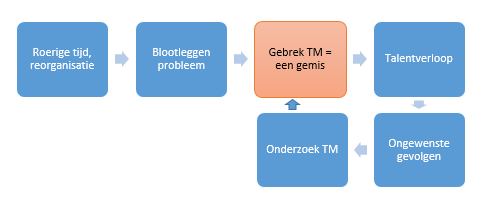 Roerige tijd,
reorganisatie
Blootleggen
probleem
Gebrek TM =
een gemis
Talentverloop
Ongewenste
gevolgen
Onderzoek TM